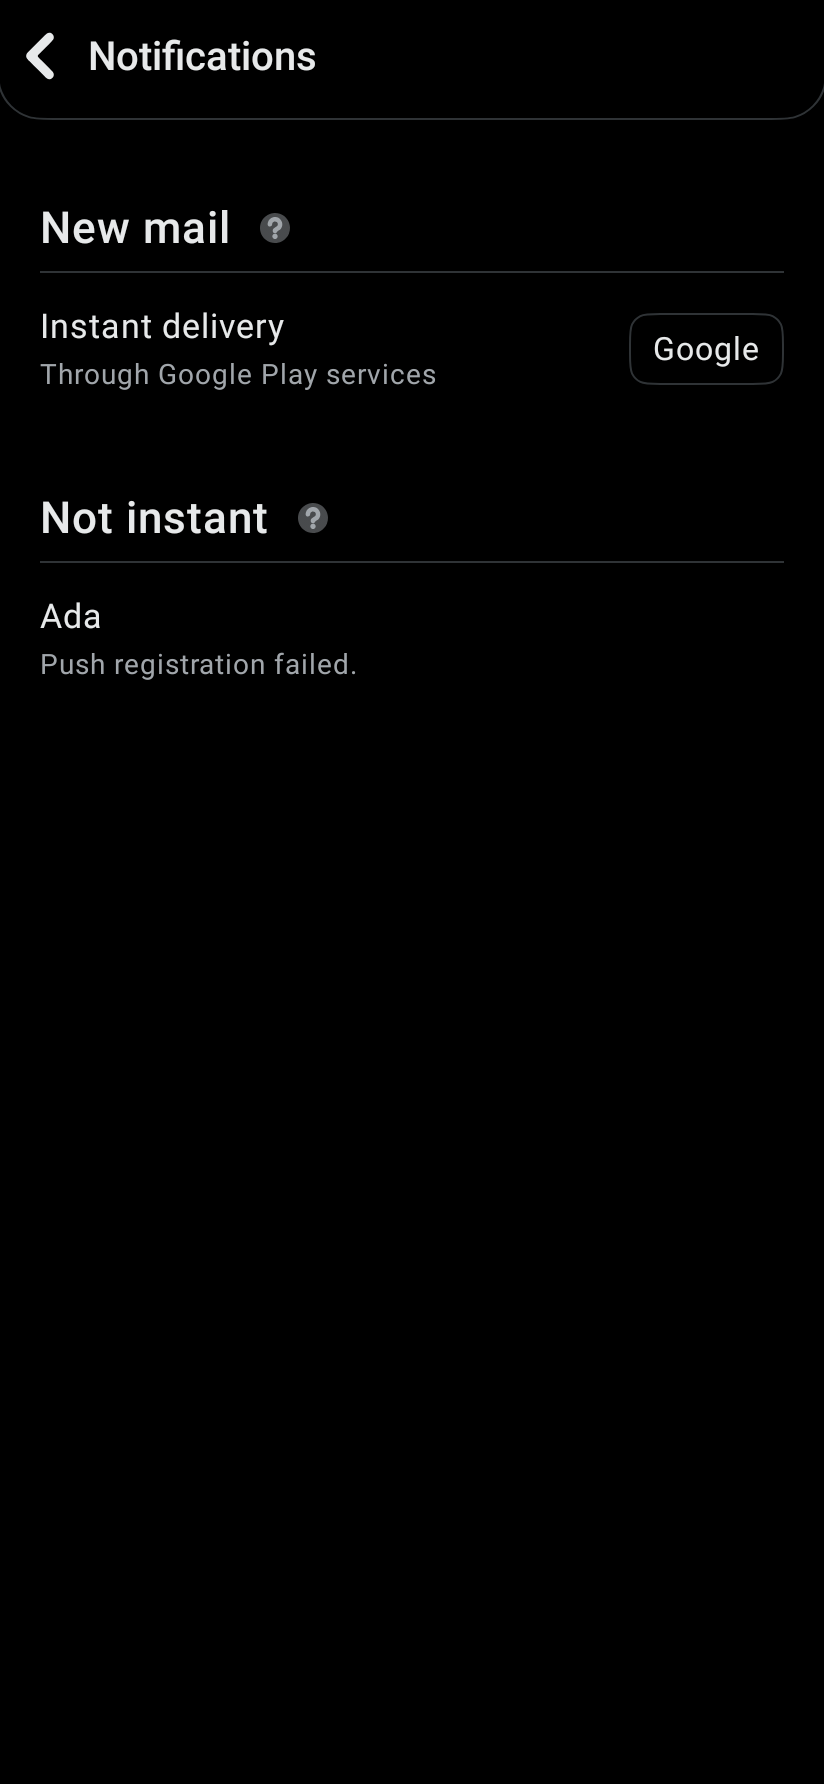 Notifications
New mail
Instant delivery
Through Google Play services
Google
Not instant
Ada
Push registration failed.